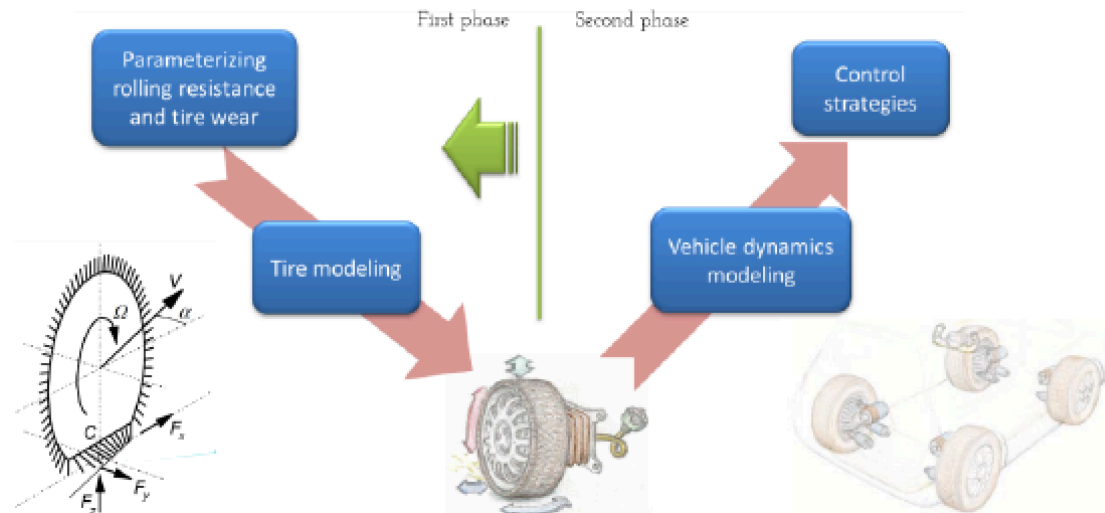 First phase
Second phase
Parameterizing
rolling resistance
and tire wear
Control
strategies
Tire modeling
Vehicle dynamics
modeling
V
Ω
α
C
Fx
Fy
Fz